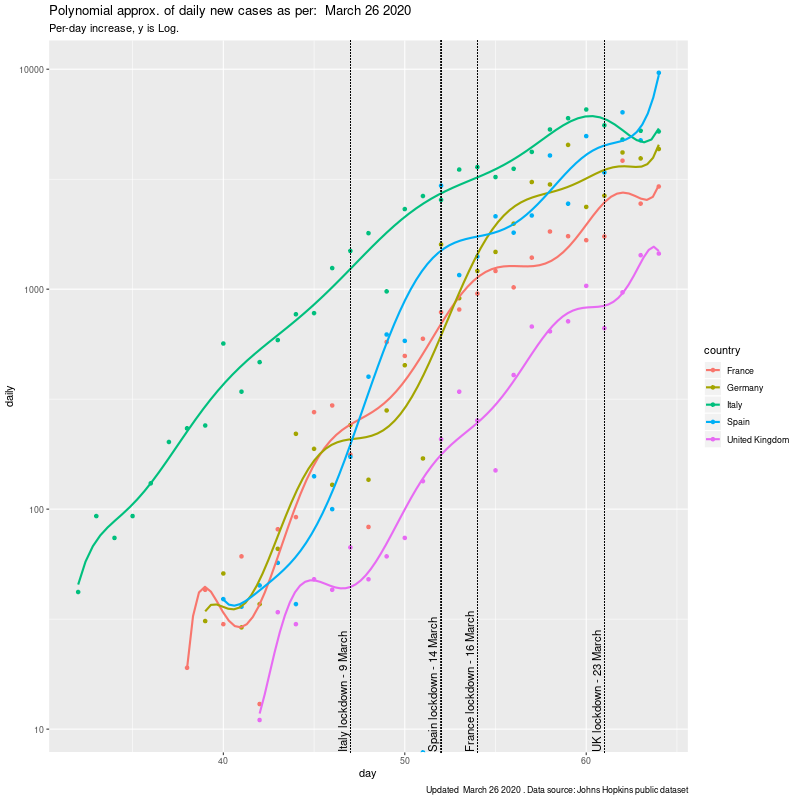 Polynomial approx. of daily new cases as per:  March 26 2020
Per-day increase, y is Log.
10000
1000
100
10
daily
Italy lockdown - 9 March
Spain lockdown - 14 March
France lockdown - 16 March
UK lockdown - 23 March
40
50
60
day
country
France
Germany
Italy
Spain
United Kingdom
Updated  March 26 2020 . Data source: Johns Hopkins public dataset